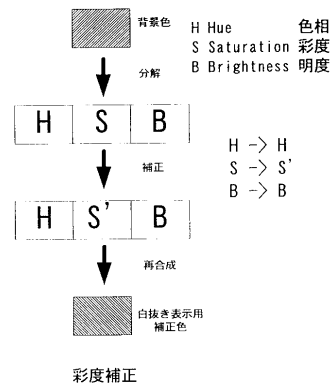 背景色
H Hue 色相
S Saturation 彩度
B Brightness 明度
分解
H S B
補正
H -> H
S -> S'
B -> B
H S' B
再合成
白抜き表示用
補正色
彩度補正